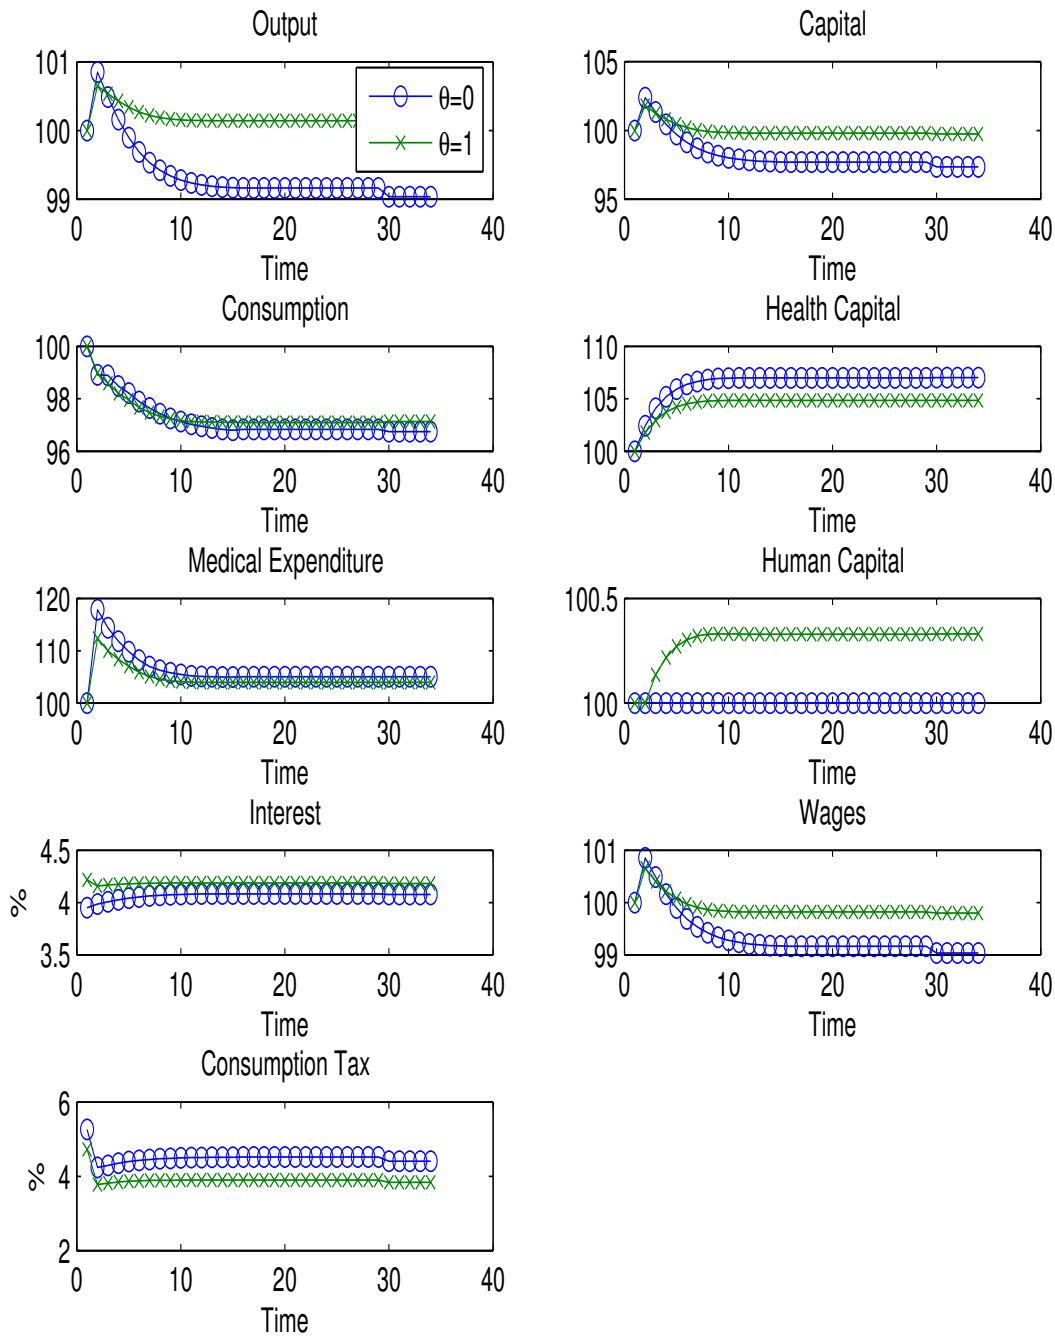 Output
101
100
99
0 10 20 30 40
Time
θ=0
θ=1
Capital
105
100
95
0 10 20 30 40
Time
Consumption
100
98
96
0 10 20 30 40
Time
Health Capital
110
105
100
0 10 20 30 40
Time
Medical Expenditure
120
110
100
0 10 20 30 40
Time
Human Capital
100.5
100
0 10 20 30 40
Time
Interest
4.5
4
3.5
%
0 10 20 30 40
Time
Wages
101
100
99
0 10 20 30 40
Time
Consumption Tax
6
4
2
%
0 10 20 30 40
Time